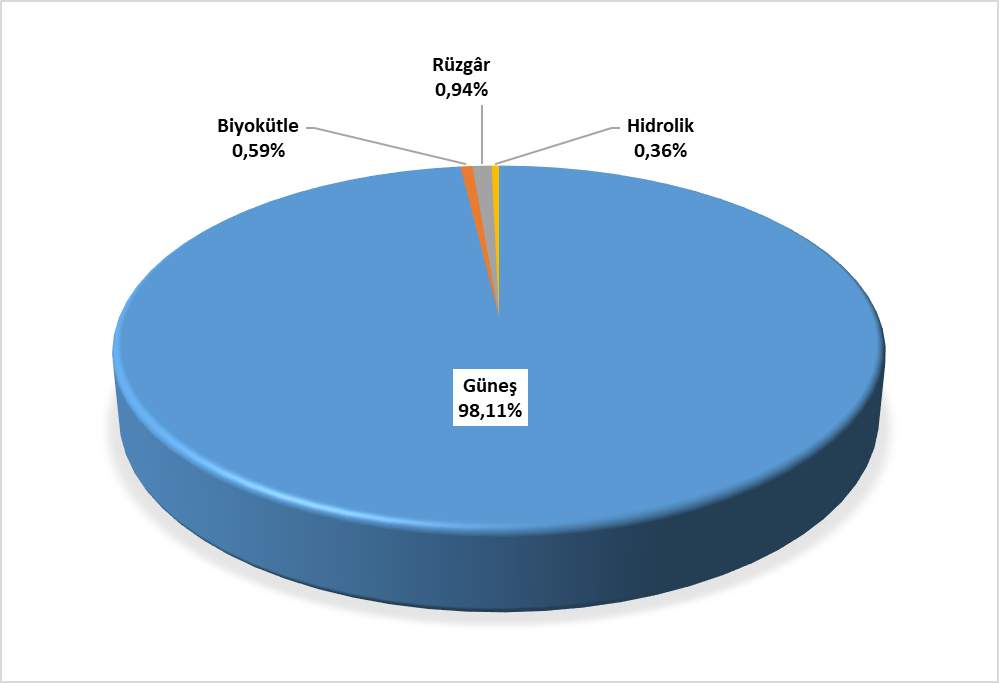 Rüzgâr
0,94%
Biyokütle
0,59%
Hidrolik
0,36%
Güneş
98,11%